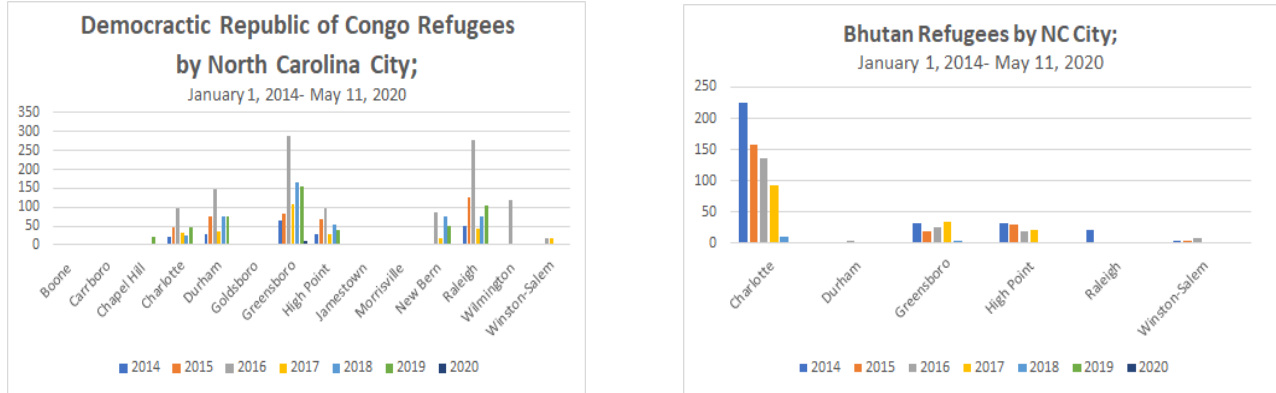 Democractic Republic of Congo Refugees
by North Carolina City;
January 1, 2014- May 11, 2020
350
300
250
200
150
100
50
0
Boone
Carrboro
Chapel Hill
Charlotte
Durham
Goldsboro
Greensboro
High Point
Jamestown
Morrisville
New Bern
Raleigh
Wilmington
Winston-Salem
2014 2015 2016 2017 2018 2019 2020
Bhutan Refugees by NC City;
January 1, 2014- May 11, 2020
250
200
150
100
50
0
Charlotte
Durham
Greensboro
High Point
Raleigh
Winston-Salem
2014 2015 2016 2017 2018 2019 2020